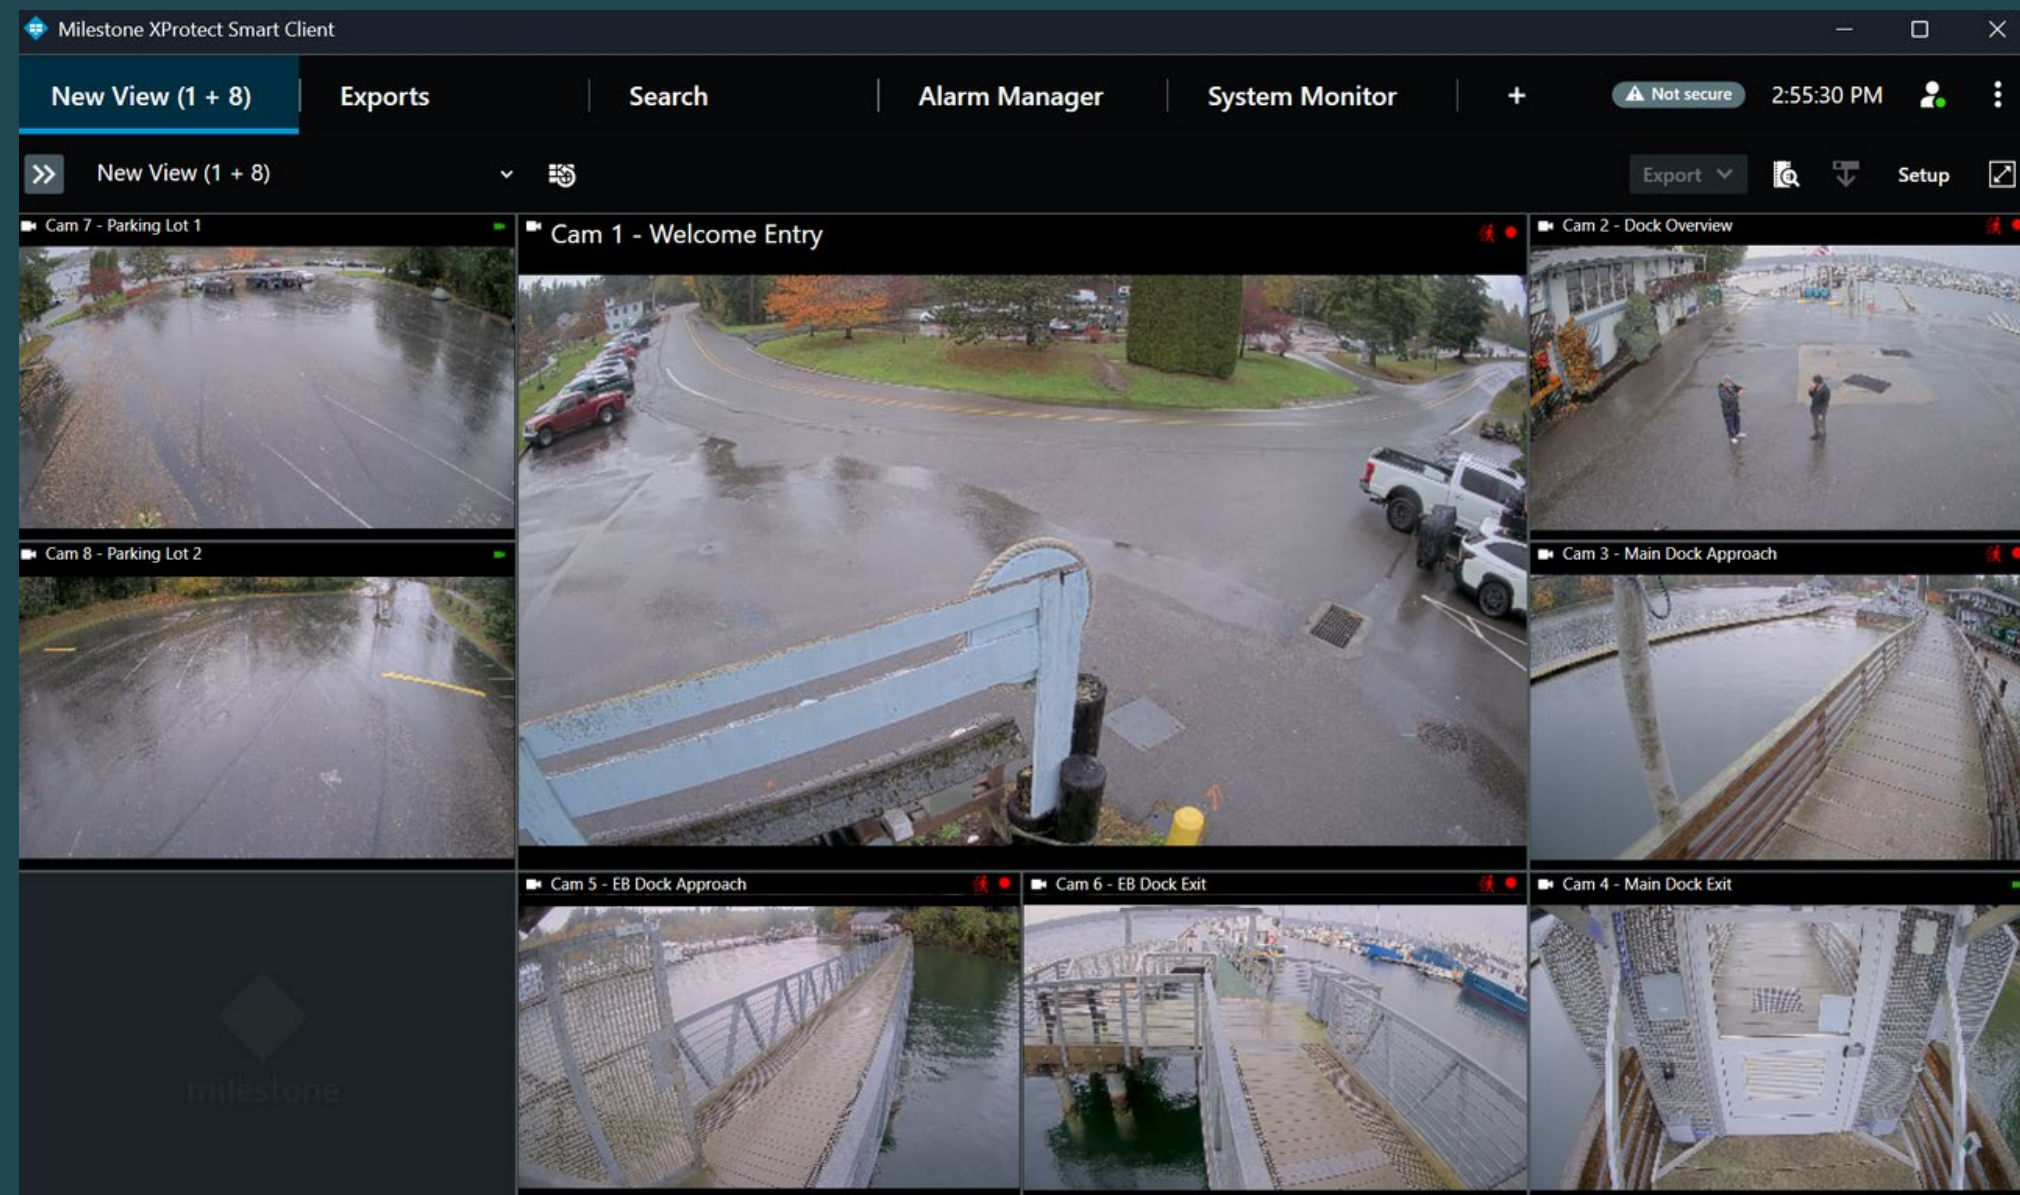 Milestone XProtect Smart Client
New View (1 + 8)
Exports
Search
Alarm Manager
System Monitor
+
Not secure
2:55:30 PM
New View (1 + 8)
Export
Setup
Cam 7 - Parking Lot 1
Cam 1 - Welcome Entry
Cam 2 - Dock Overview
Cam 8 - Parking Lot 2
Cam 3 - Main Dock Approach
Cam 5 - EB Dock Approach
Cam 6 - EB Dock Exit
Cam 4 - Main Dock Exit
milestone